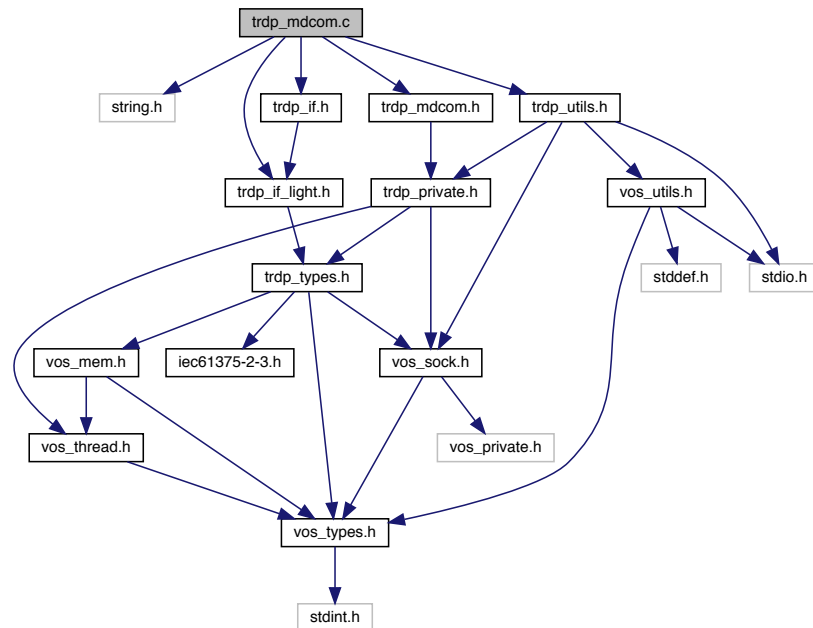 trdp_mdcom.c
string.h
trdp_if.h
trdp_mdcom.h
trdp_utils.h
trdp_if_light.h
trdp_private.h
vos_utils.h
trdp_types.h
stddef.h
stdio.h
vos_mem.h
iec61375-2-3.h
vos_sock.h
vos_thread.h
vos_private.h
vos_types.h
stdint.h